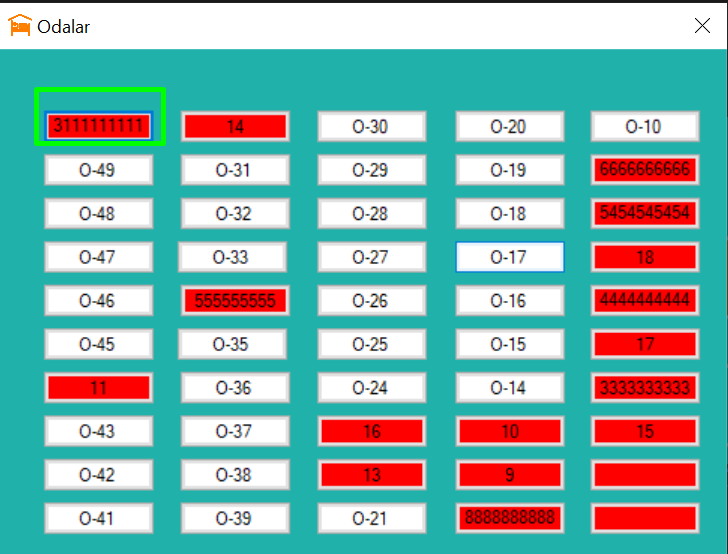 Odalar
3111111111 14 O-30 O-20 O-10
O-49 O-31 O-29 O-19 6666666666
O-48 O-32 O-28 O-18 5454545454
O-47 O-33 O-27 O-17 18
O-46 555555555 O-26 O-16 4444444444
O-45 O-35 O-25 O-15 17
11 O-36 O-24 O-14 3333333333
O-43 O-37 16 10 15
O-42 O-38 13 9
O-41 O-39 O-21 8888888888